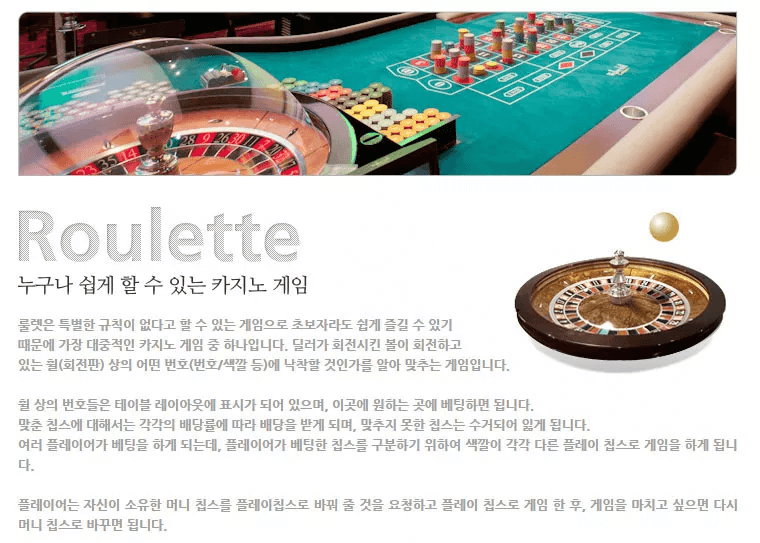 Roulette
누구나 쉽게 할 수 있는 카지노 게임
룰렛은 특별한 규칙이 없다고 할 수 있는 게임으로 초보자라도 쉽게 즐길 수 있기
때문에 가장 대중적인 카지노 게임 중 하나입니다. 딜러가 회전시킨 볼이 회전하고
있는 휠(회전판) 상의 어떤 번호(번호/색깔 등)에 낙착할 것인가를 알아 맞추는 게임입니다.
휠 상의 번호들은 테이블 레이아웃에 표시가 되어 있으며, 이곳에 원하는 곳에 베팅하면 됩니다.
맞춘 칩스에 대해서는 각각의 배당률에 따라 배당을 받게 되며, 맞추지 못한 칩스는 수거되어 잃게 됩니다.
여러 플레이어가 베팅을 하게 되는데, 플레이어가 베팅한 칩스를 구분하기 위하여 색깔이 각각 다른 플레이 칩스로 게임을 하게 됩니
다.
플레이어는 자신이 소유한 머니 칩스를 플레이칩스로 바꿔 줄 것을 요청하고 플레이 칩스로 게임 한 후, 게임을 마치고 싶으면 다시
머니 칩스로 바꾸면 됩니다.